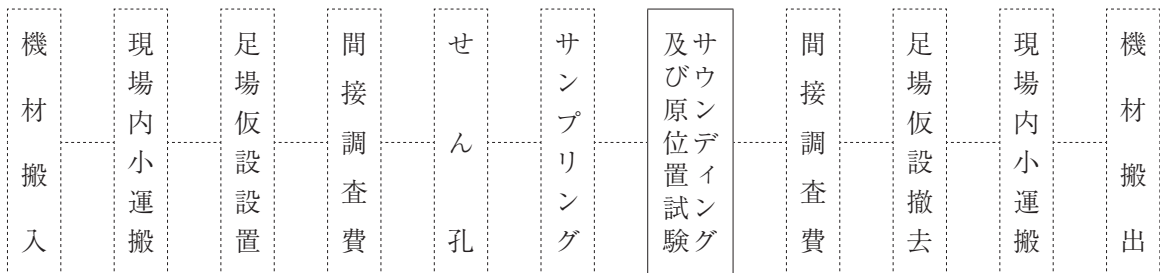 機材搬入
現場内小運搬
足場仮設設置
間接調査費
せん孔
サンプリング
サウンディング
及び原位置試験
間接調査費
足場仮設撤去
現場内小運搬
機材搬出